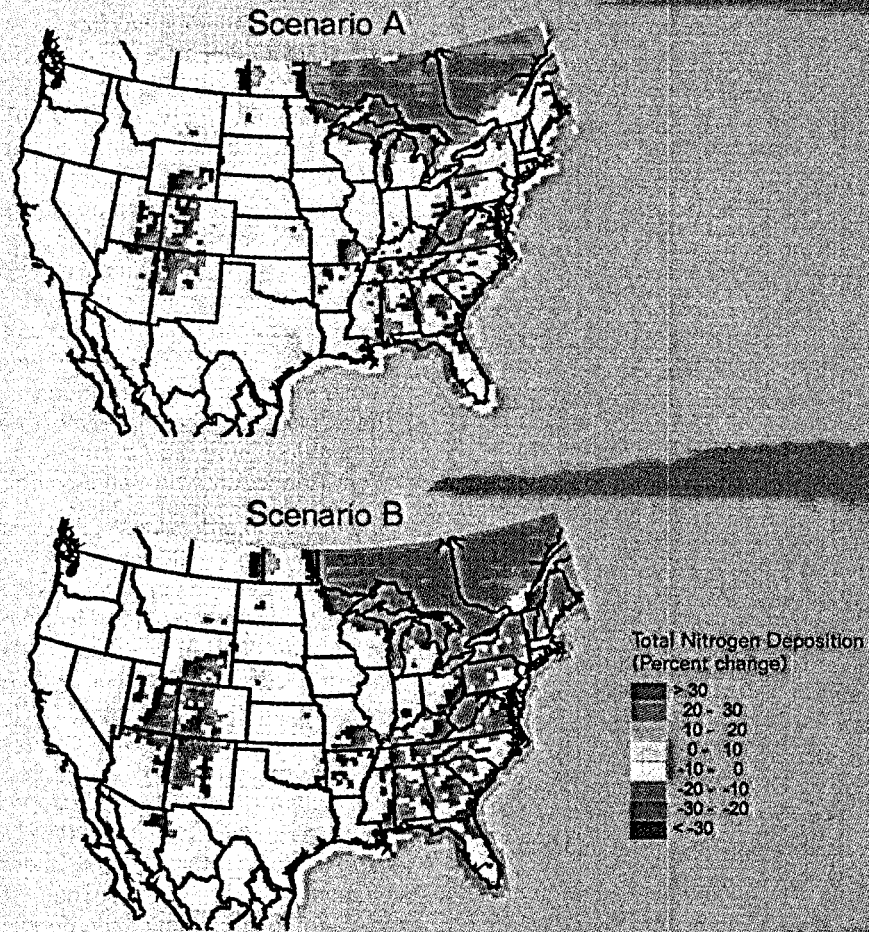 Scenario A
Scenario B
Total Nitrogen Deposition
(Percent change)
> 30
20 - 30
10 - 20
0 - 10
-10 - 0
-20 - -10
-30 - -20
< -30